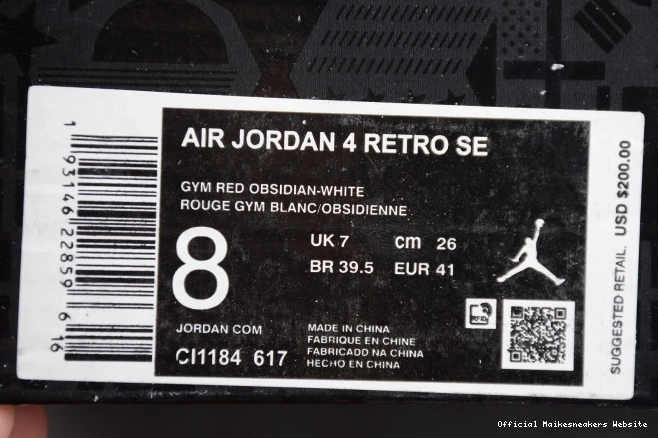 AIR JORDAN 4 RETRO SE
GYM RED OBSIDIAN-WHITE
ROUGE GYM BLANC/OBSIDIENNE
8
UK 7 cm 26
BR 39.5 EUR 41
JORDAN COM
CI1184 617
MADE IN CHINA
FABRIQUE EN CHINE
FABRICADO NA CHINA
HECHO EN CHINA
1 93146 22859 6 16
SUGGESTED RETAIL. USD $200.00
Official Maikesneakers Website